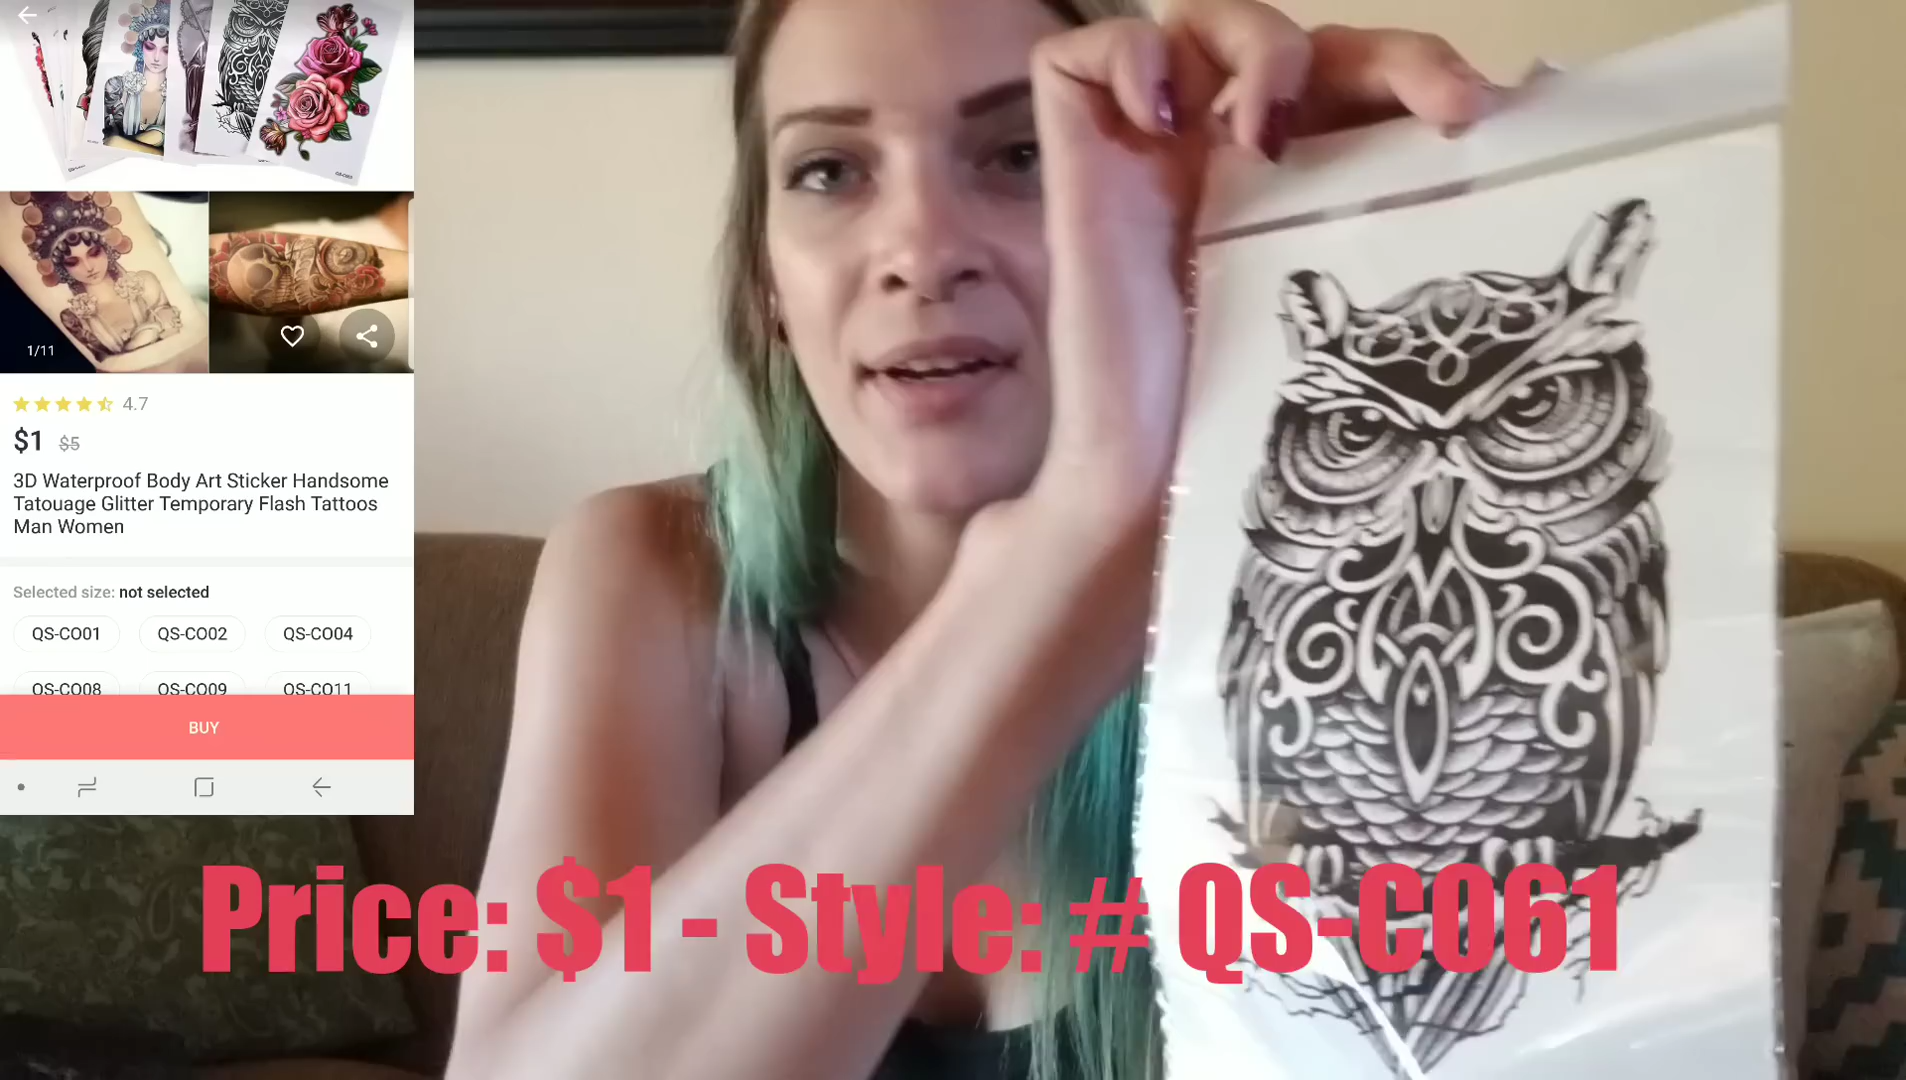 1/11
4.7
$1 $5
3D Waterproof Body Art Sticker Handsome
Tatouage Glitter Temporary Flash Tattoos
Man Women
Selected size: not selected
QS-CO01 QS-CO02 QS-CO04
QS-CO08 QS-CO09 QS-CO11
BUY
Price: $1 - Style: # QS-CO61